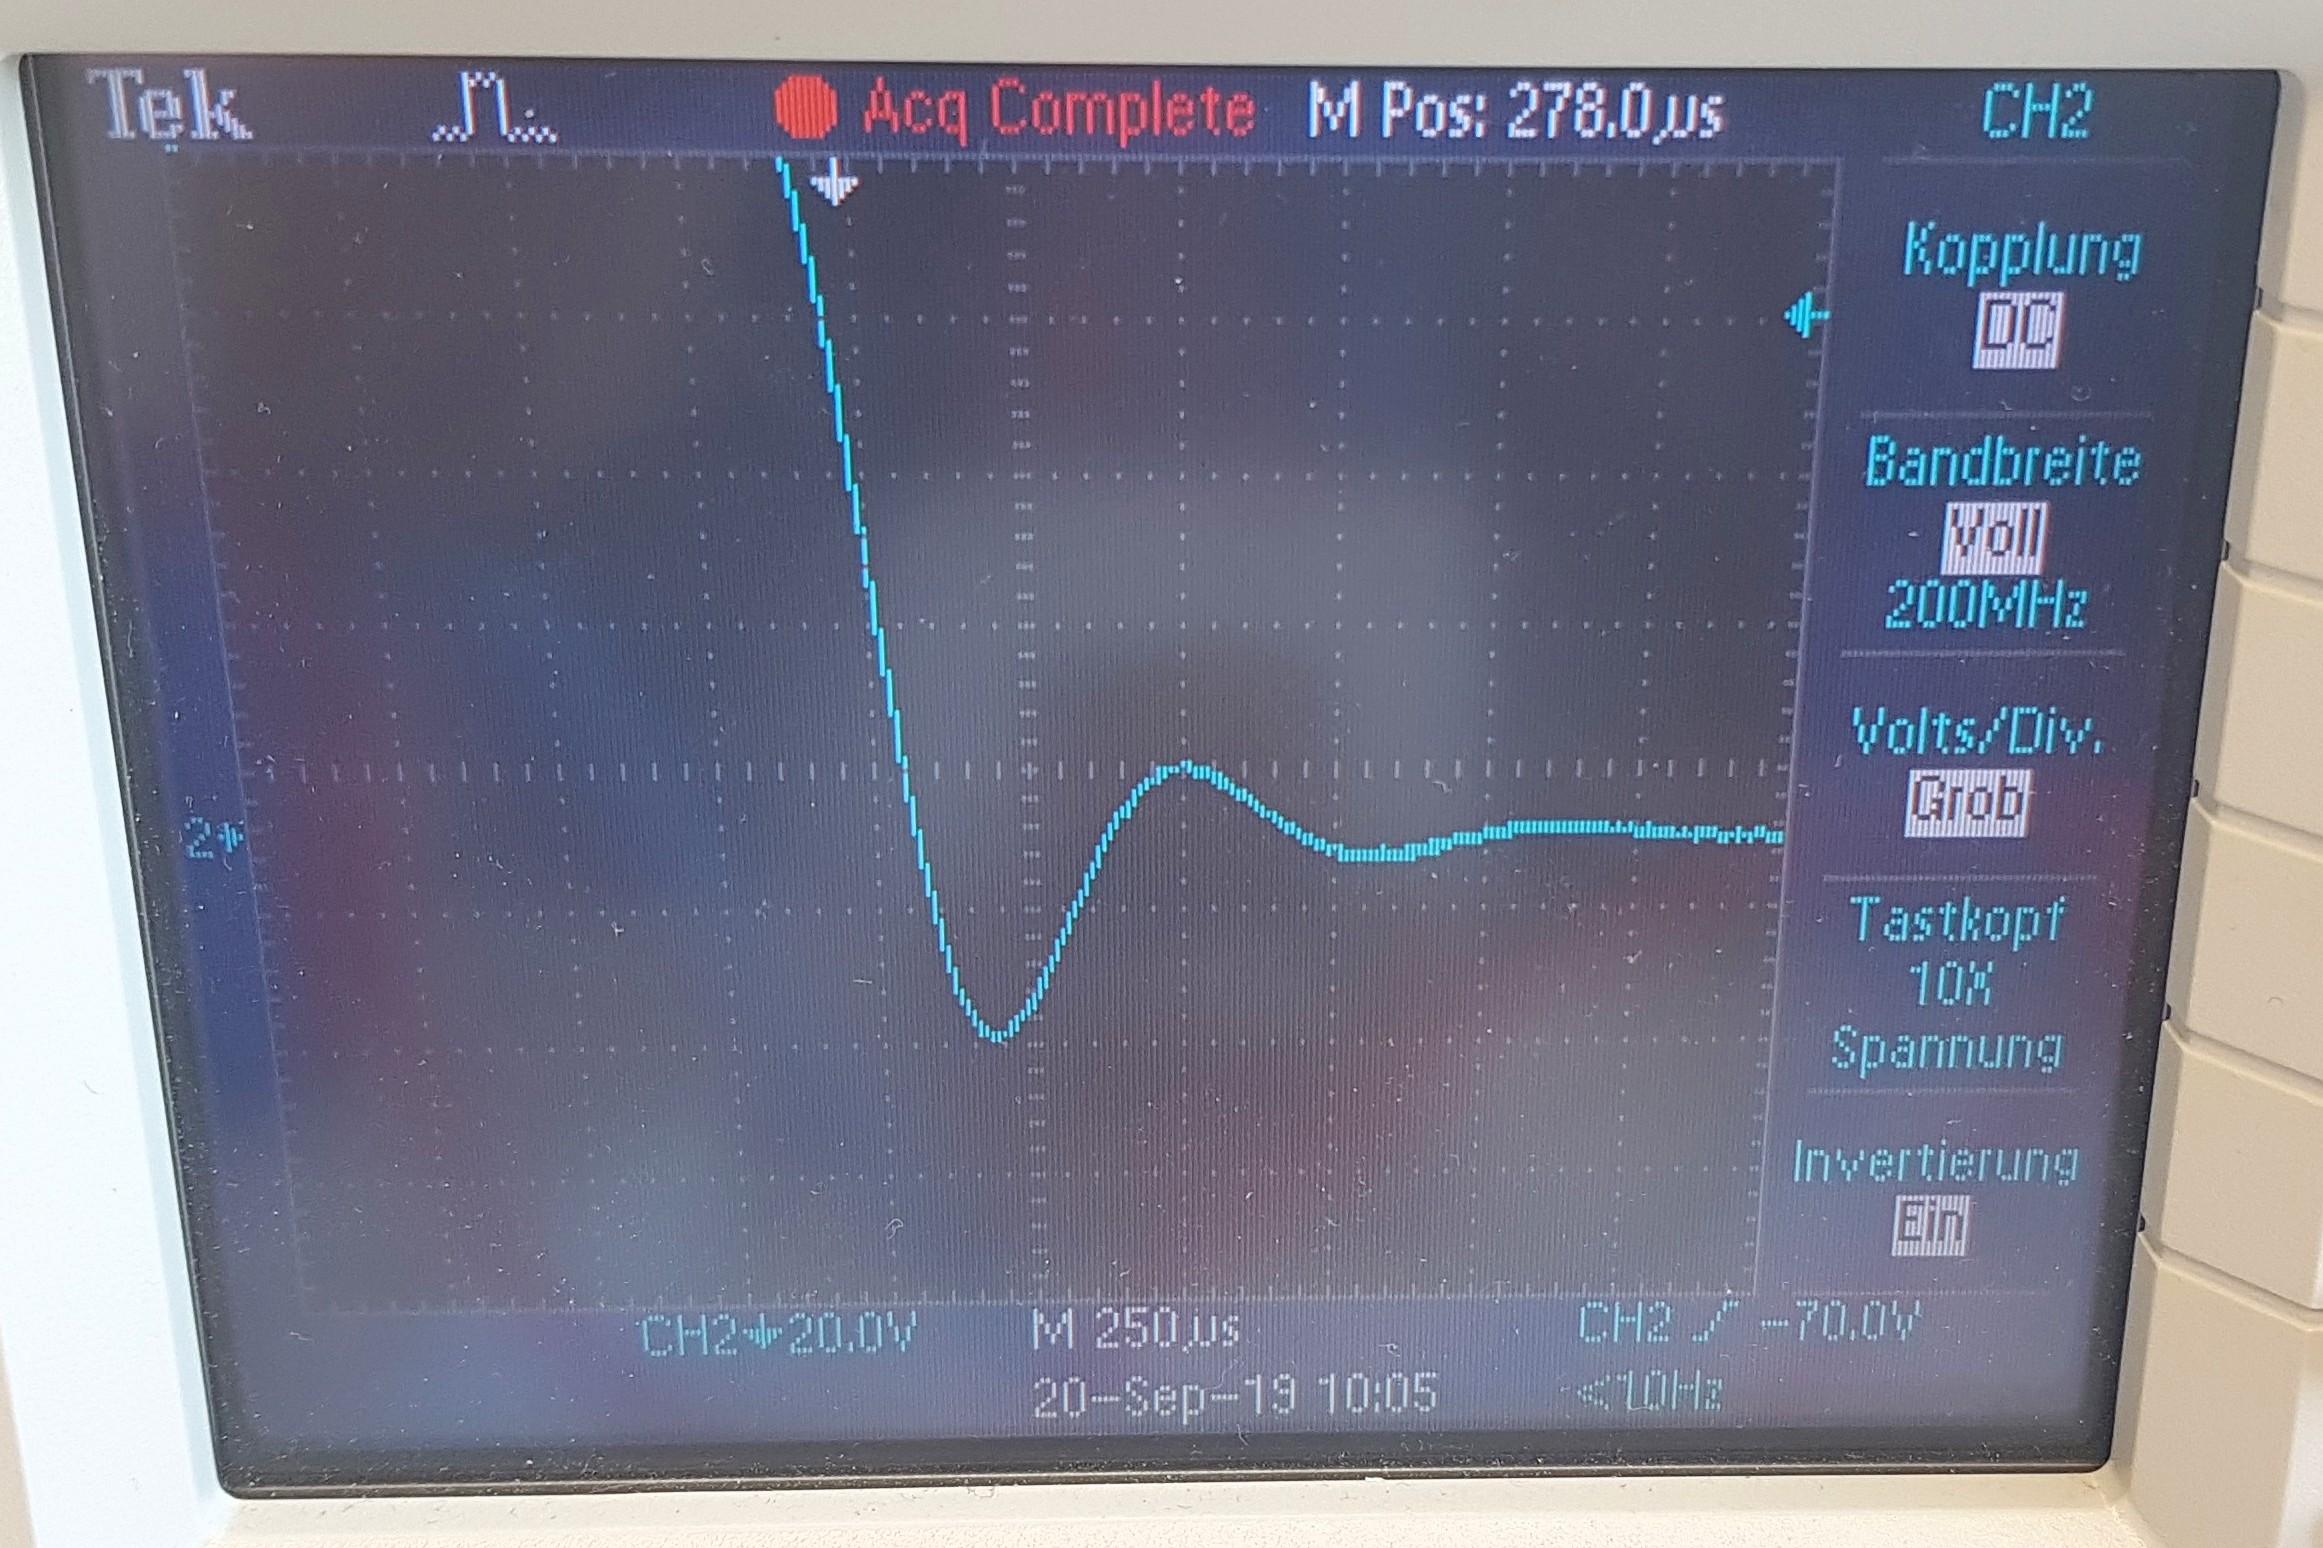 Tek
Acq Complete
M Pos: 278.0µs
CH2
Kopplung
DC
Bandbreite
Voll
200MHz
Volts/Div.
Grob
2
Tastkopf
10X
Spannung
Invertierung
Ein
CH2 20.0V
M 250µs
CH2 -70.0V
20-Sep-19 10:05
<10Hz